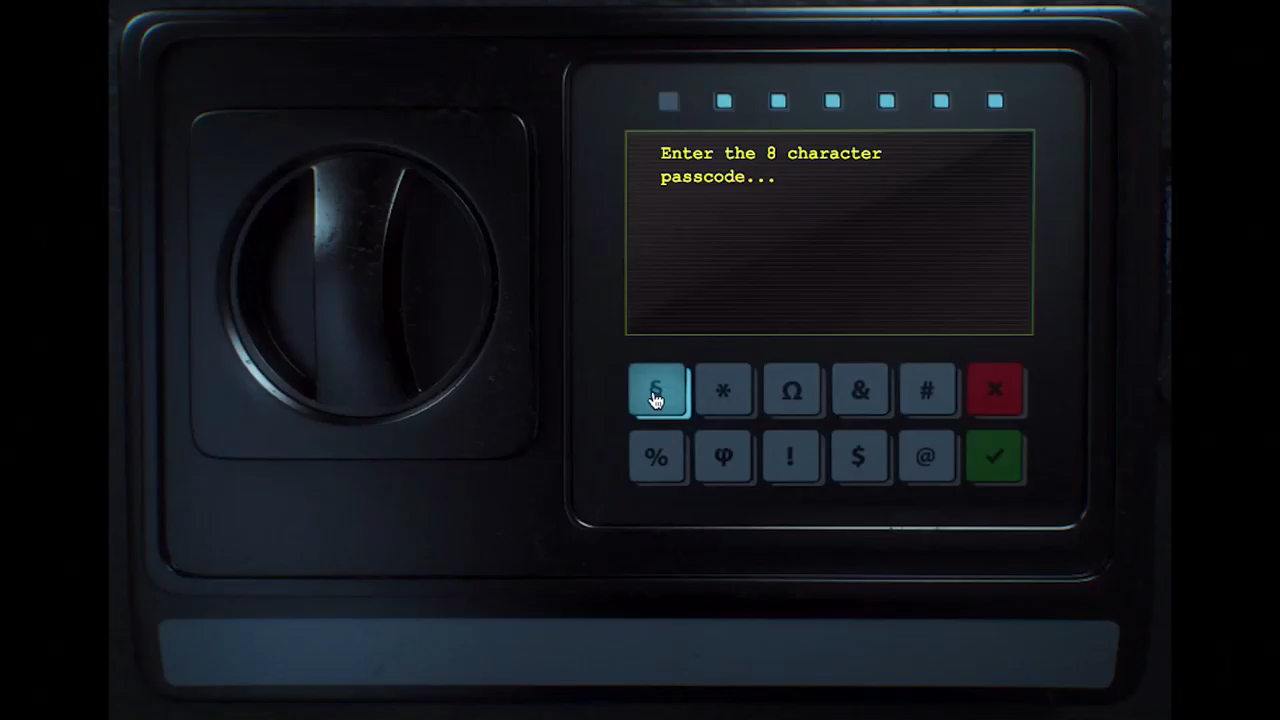 Enter the 8 character
passcode...
§ * Ω & #  ×
% φ ! $ @ ✓